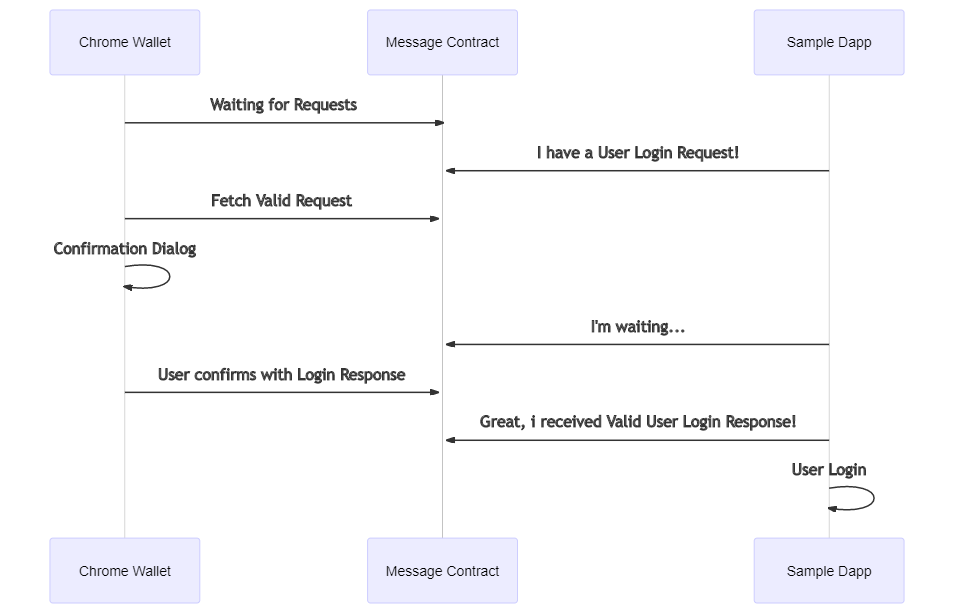 Chrome Wallet
Message Contract
Sample Dapp
Waiting for Requests
I have a User Login Request!
Fetch Valid Request
Confirmation Dialog
I'm waiting...
User confirms with Login Response
Great, i received Valid User Login Response!
User Login
Chrome Wallet
Message Contract
Sample Dapp